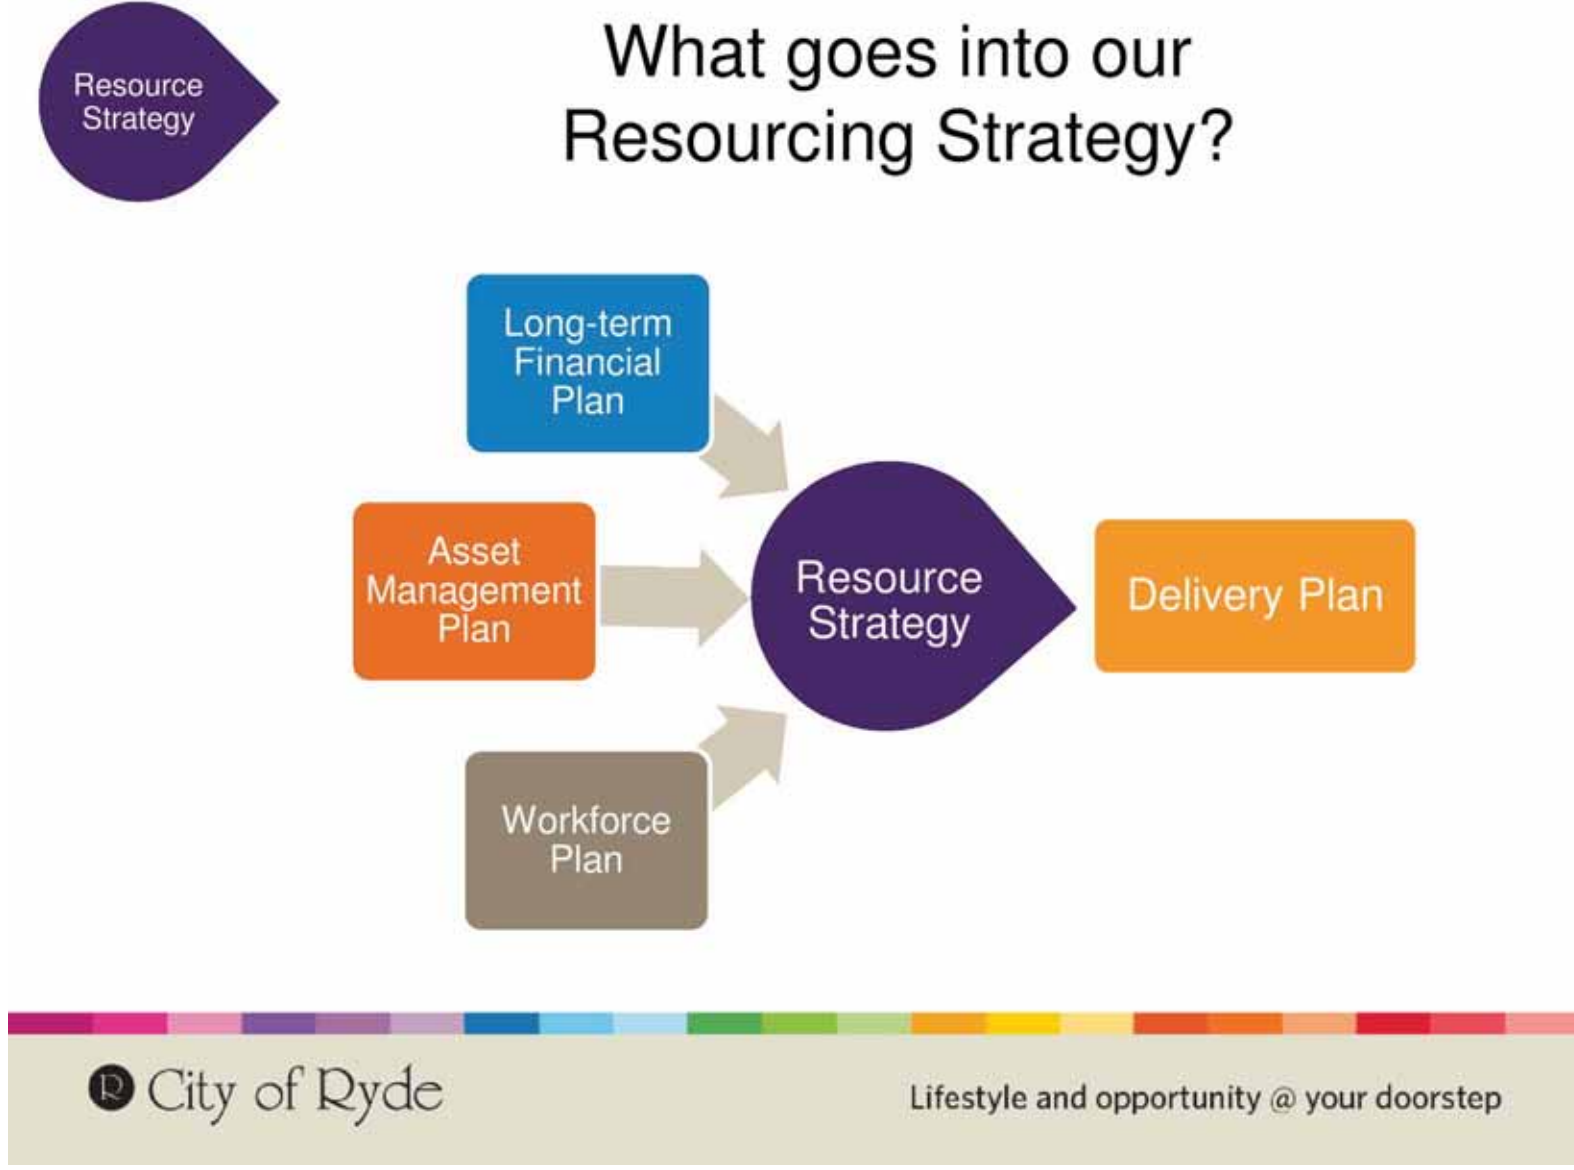 Resource
Strategy
What goes into our
Resourcing Strategy?
Long-term
Financial
Plan
Asset
Management
Plan
Workforce
Plan
Resource
Strategy
Delivery Plan
R City of Ryde
Lifestyle and opportunity @ your doorstep